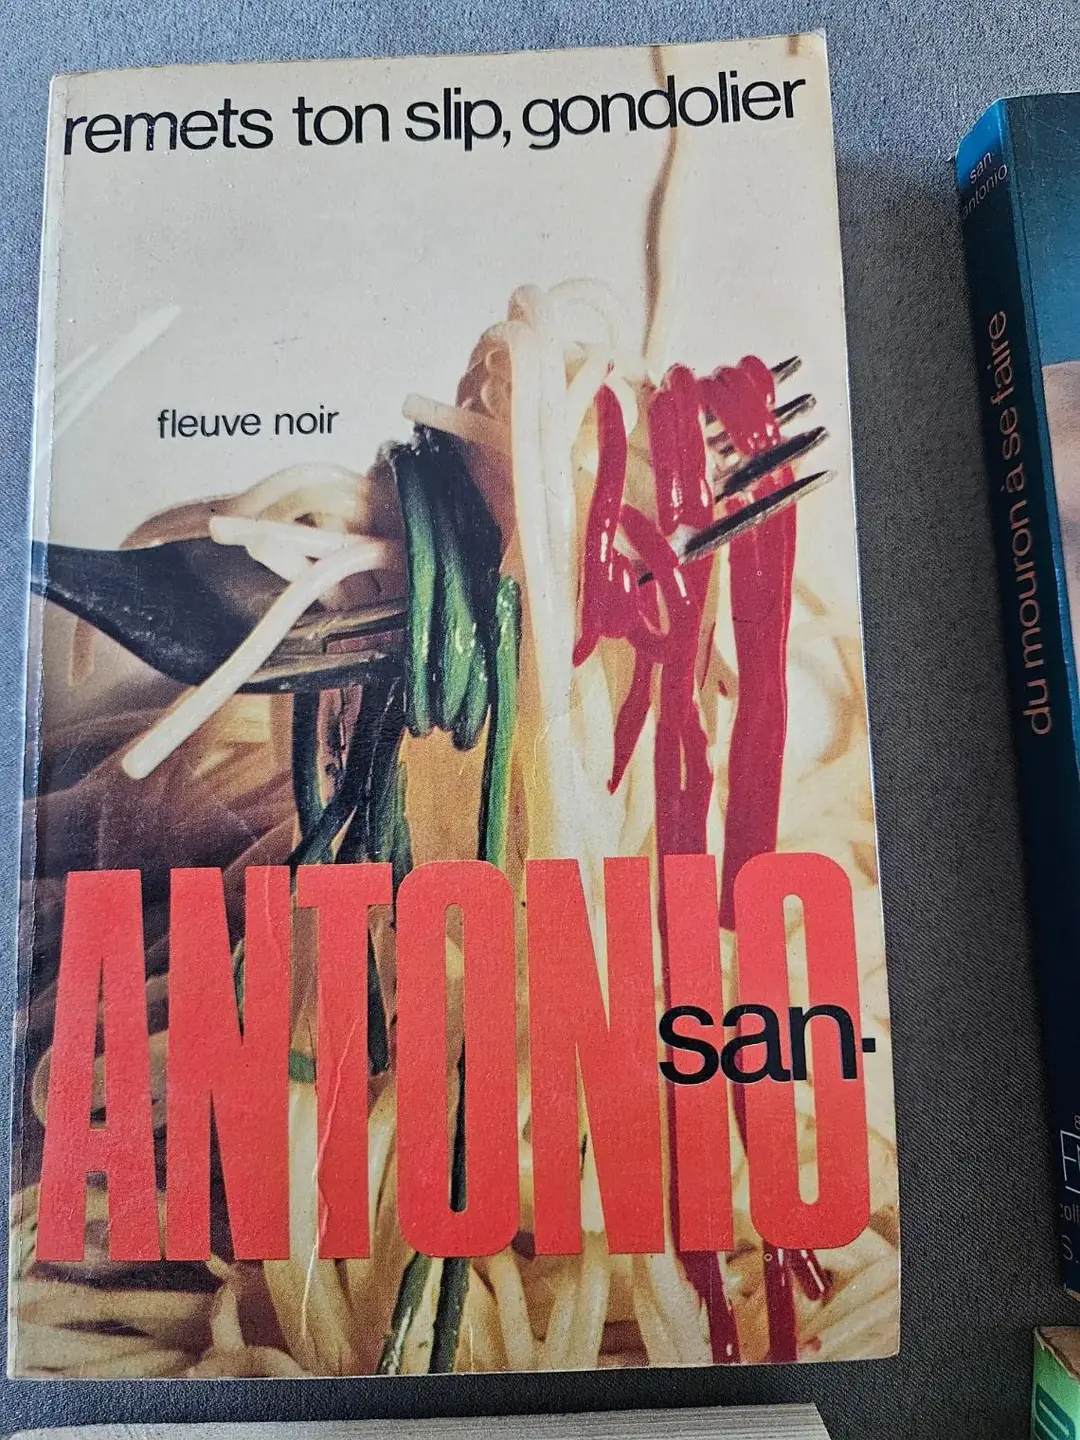 remets ton slip, gondolier
fleuve noir
ANTONIO
san-
san-
antonio
du mouron à se faire